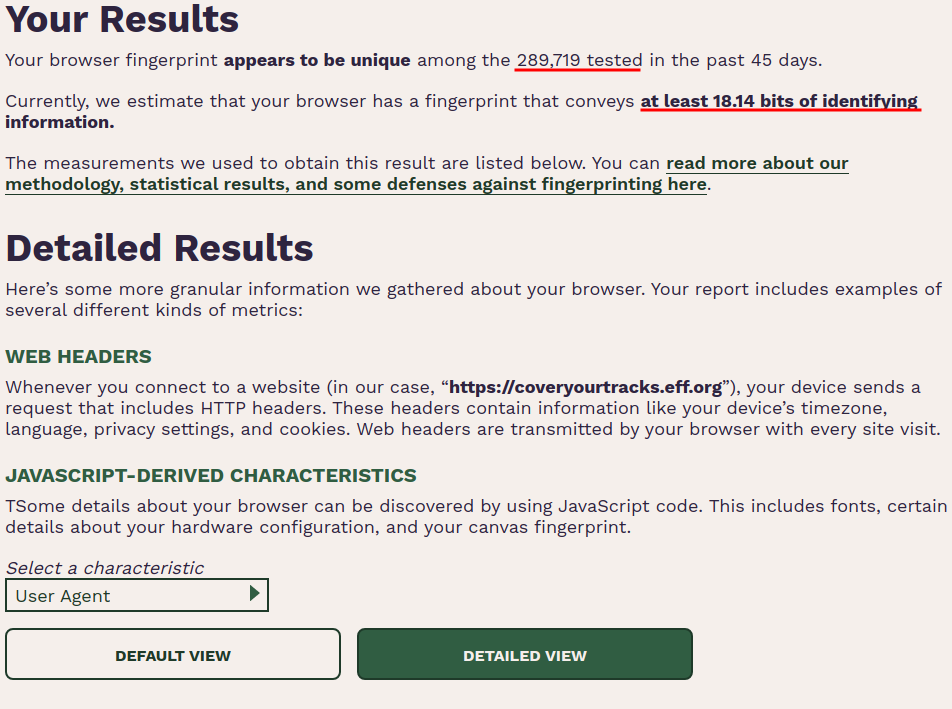 Your Results
Your browser fingerprint appears to be unique among the 289,719 tested in the past 45 days.
Currently, we estimate that your browser has a fingerprint that conveys at least 18.14 bits of identifying
information.
The measurements we used to obtain this result are listed below. You can read more about our
methodology, statistical results, and some defenses against fingerprinting here.
Detailed Results
Here’s some more granular information we gathered about your browser. Your report includes examples of
several different kinds of metrics:
WEB HEADERS
Whenever you connect to a website (in our case, “https://coveryourtracks.eff.org”), your device sends a
request that includes HTTP headers. These headers contain information like your device’s timezone,
language, privacy settings, and cookies. Web headers are transmitted by your browser with every site visit.
JAVASCRIPT-DERIVED CHARACTERISTICS
TSome details about your browser can be discovered by using JavaScript code. This includes fonts, certain
details about your hardware configuration, and your canvas fingerprint.
Select a characteristic
User Agent
DEFAULT VIEW DETAILED VIEW